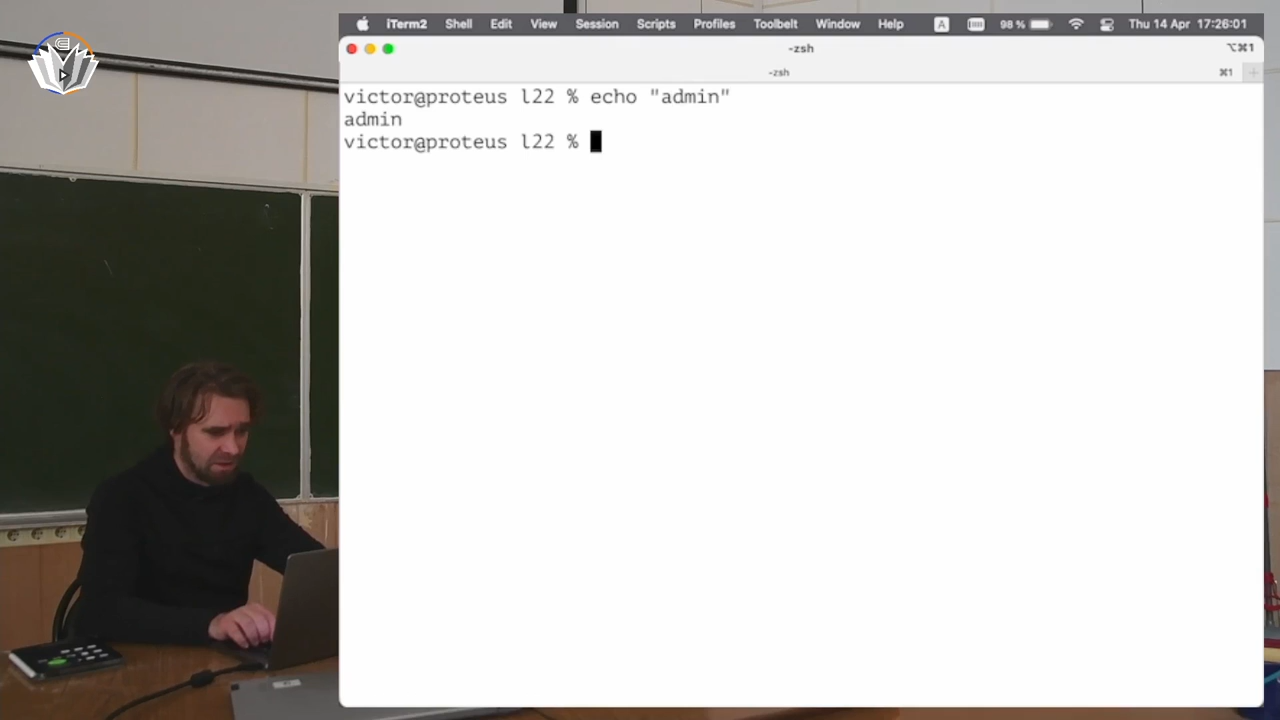 iTerm2 Shell Edit View Session Scripts Profiles Toolbelt Window Help A 98 % Thu 14 Apr 17:26:01
-zsh ⌥⌘1
-zsh ⌘1
victor@proteus l22 % echo "admin"
admin
victor@proteus l22 %